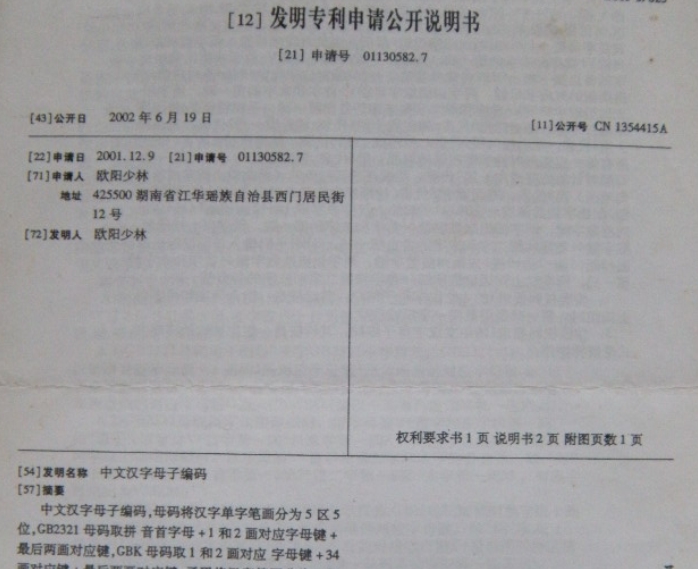 [12] 发明专利申请公开说明书
[21] 申请号 01130582.7
[43]公开日 2002 年 6 月 19 日
[11]公开号 CN 1354415A
[22]申请日 2001.12.9 [21]申请号 01130582.7
[71]申请人 欧阳少林
地址 425500 湖南省江华瑶族自治县西门居民街
12 号
[72]发明人 欧阳少林
权利要求书 1 页 说明书 2 页 附图页数 1 页
[54]发明名称 中文汉字母子编码
[57]摘要
中文汉字母子编码,母码将汉字单字笔画分为 5 区 5
位,GB2321 母码取拼 音首字母+1 和 2 画对应字母键+
最后两画对应键,GBK 母码取 1 和 2 画对应 字母键+34